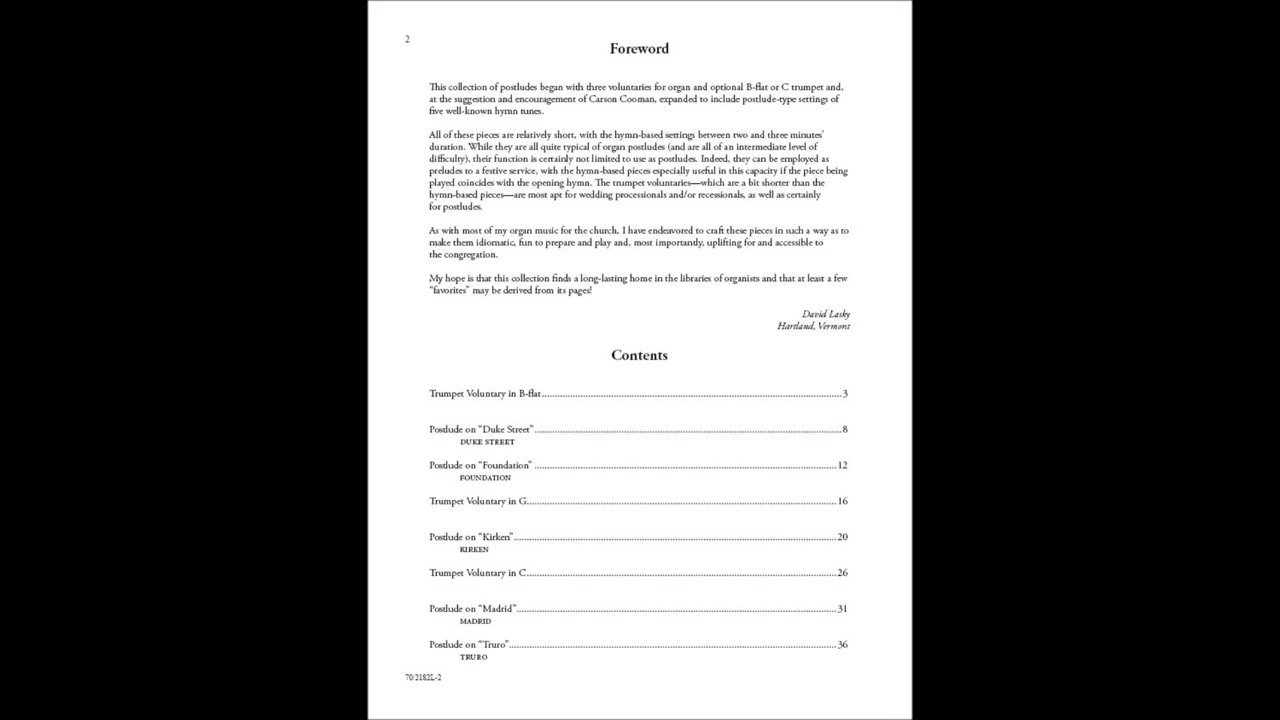 2
Foreword
This collection of postludes began with three voluntaries for organ and optional B-flat or C trumpet and,
at the suggestion and encouragement of Carson Cooman, expanded to include postlude-type settings of
five well-known hymn tunes.
All of these pieces are relatively short, with the hymn-based settings between two and three minutes'
duration. While they are all quite typical of organ postludes (and are all of an intermediate level of
difficulty), their function is certainly not limited to use as postludes. Indeed, they can be employed as
preludes to a festive service, with the hymn-based pieces especially useful in this capacity if the piece being
played coincides with the opening hymn. The trumpet voluntaries—which are a bit shorter than the
hymn-based pieces—are most apt for wedding processionals and/or recessionals, as well as certainly
for postludes.
As with most of my organ music for the church, I have endeavored to craft these pieces in such a way as to
make them idiomatic, fun to prepare and play and, most importantly, uplifting for and accessible to
the congregation.
My hope is that this collection finds a long-lasting home in the libraries of organists and that at least a few
“favorites” may be derived from its pages!
David Lasky
Hartland, Vermont
Contents
Trumpet Voluntary in B-flat....................3
Postlude on “Duke Street”....................8
DUKE STREET
Postlude on “Foundation”....................12
FOUNDATION
Trumpet Voluntary in G....................16
Postlude on “Kirken”....................20
KIRKEN
Trumpet Voluntary in C....................26
Postlude on “Madrid”....................31
MADRID
Postlude on “Truro”....................36
TRURO
70/2182L-2